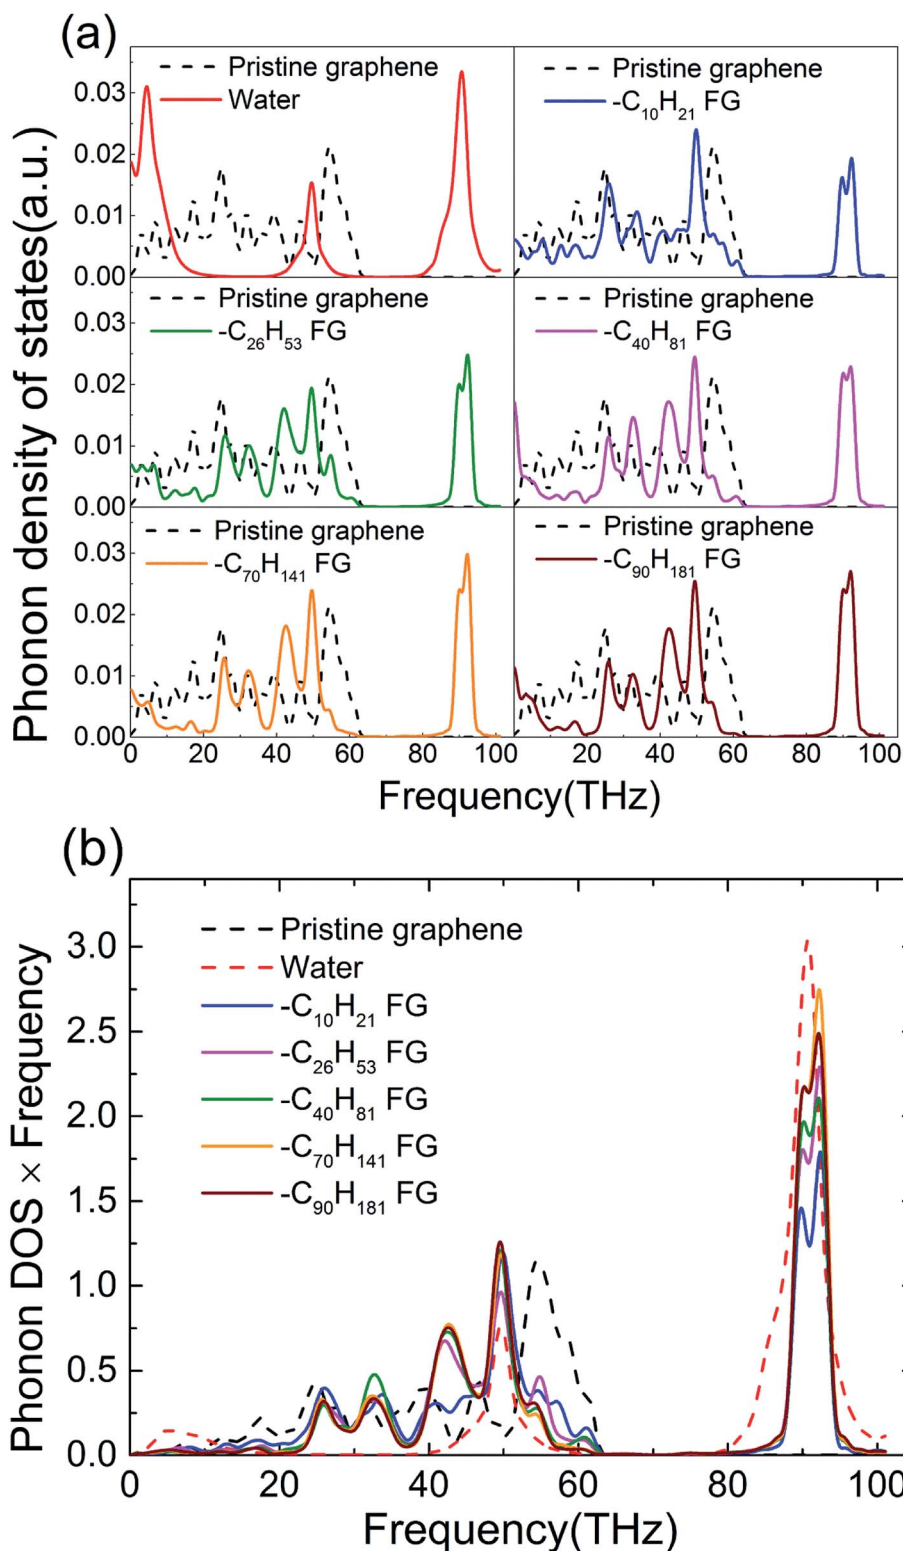 (a)
Phonon density of states(a.u.)
0.03
0.02
0.01
0.00
Pristine graphene
Water
Pristine graphene
-C10H21 FG
0.03
0.02
0.01
0.00
Pristine graphene
-C26H53 FG
Pristine graphene
-C40H81 FG
0.03
0.02
0.01
0.00
Pristine graphene
-C70H141 FG
Pristine graphene
-C90H181 FG
0 20 40 60 80 100 20 40 60 80 100
Frequency(THz)
(b)
Phonon DOS × Frequency
3.0
2.5
2.0
1.5
1.0
0.5
0.0
Pristine graphene
Water
-C10H21 FG
-C26H53 FG
-C40H81 FG
-C70H141 FG
-C90H181 FG
0 20 40 60 80 100
Frequency(THz)